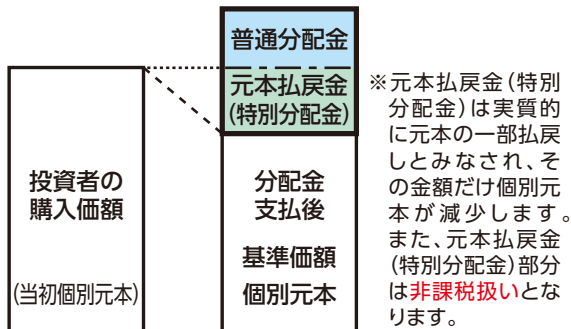 普通分配金
元本払戻金
(特別分配金)
投資者の
購入価額
(当初個別元本)
分配金
支払後
基準価額
個別元本
※元本払戻金(特別
分配金)は実質的
に元本の一部払戻
しとみなされ、そ
の金額だけ個別元
本が減少します。
また、元本払戻金
(特別分配金)部分
は非課税扱いとな
ります。